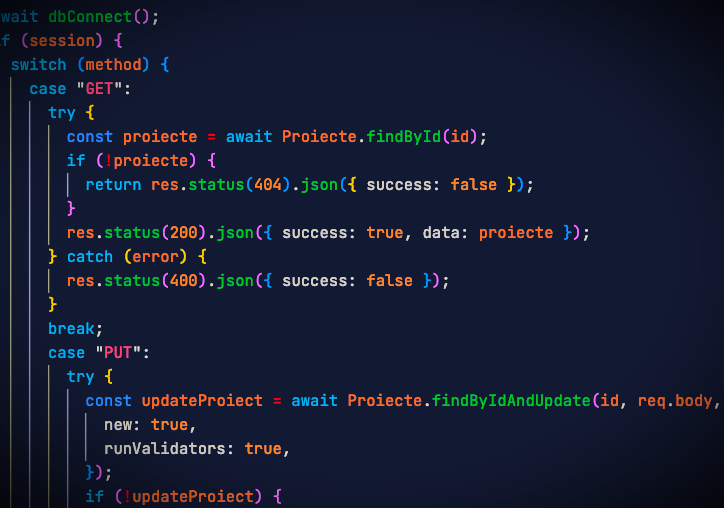 wait dbConnect();
f (session) {
switch (method) {
case "GET":
try {
const proiecte = await Proiecte.findById(id);
if (!proiecte) {
return res.status(404).json({ success: false });
}
res.status(200).json({ success: true, data: proiecte });
} catch (error) {
res.status(400).json({ success: false });
}
break;
case "PUT":
try {
const updateProiect = await Proiecte.findByIdAndUpdate(id, req.body,
new: true,
runValidators: true,
});
if (!updateProiect) {